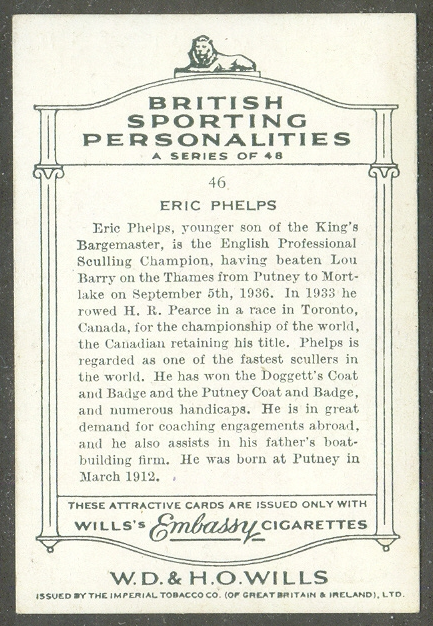 BRITISH
SPORTING
PERSONALITIES
A SERIES OF 48
46
ERIC PHELPS
Eric Phelps, younger son of the King's
Bargemaster, is the English Professional
Sculling Champion, having beaten Lou
Barry on the Thames from Putney to Mort-
lake on September 5th, 1936. In 1933 he
rowed H. R. Pearce in a race in Toronto,
Canada, for the championship of the world,
the Canadian retaining his title. Phelps is
regarded as one of the fastest scullers in
the world. He has won the Doggett's Coat
and Badge and the Putney Coat and Badge,
and numerous handicaps. He is in great
demand for coaching engagements abroad,
and he also assists in his father's boat-
building firm. He was born at Putney in
March 1912.
THESE ATTRACTIVE CARDS ARE ISSUED ONLY WITH
WILLS'S Embassy CIGARETTES
W.D. & H.O. WILLS
ISSUED BY THE IMPERIAL TOBACCO CO. (OF GREAT BRITAIN & IRELAND), LTD.